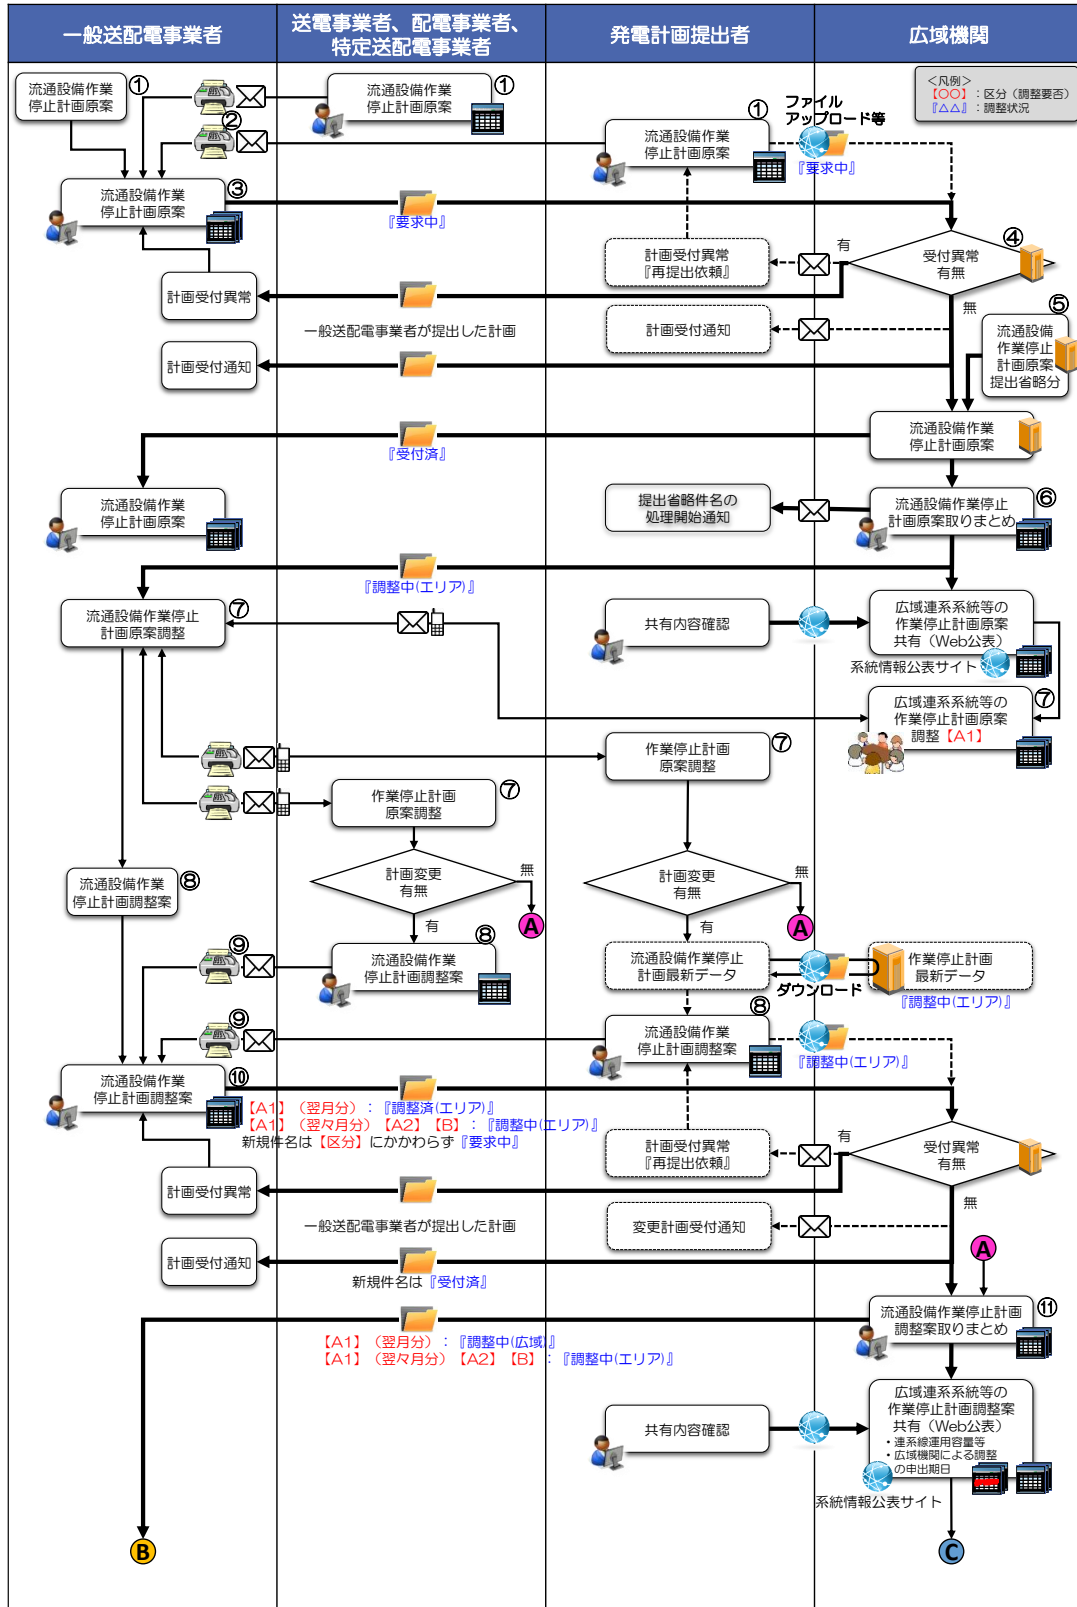 一般送配電事業者
送電事業者、配電事業者、
特定送配電事業者
発電計画提出者
広域機関
<凡例>
【〇〇】：区分（調整要否）
『△△』：調整状況
流通設備作業
停止計画原案
①
流通設備作業
停止計画原案
①
②
流通設備作業
停止計画原案
①
ファイル
アップロード等
『要求中』
流通設備作業
停止計画原案
③
『要求中』
受付異常
有無
④
有
無
計画受付異常
『再提出依頼』
計画受付異常
一般送配電事業者が提出した計画
計画受付通知
計画受付通知
⑤
流通設備
作業停止
計画原案
提出省略分
流通設備作業
停止計画原案
『受付済』
流通設備作業
停止計画原案
提出省略件名の
処理開始通知
流通設備作業停止
計画原案取りまとめ
⑥
『調整中(エリア)』
流通設備作業停止
計画原案調整
⑦
共有内容確認
広域連系系統等の
作業停止計画原案
共有（Web公表）
系統情報公表サイト
広域連系系統等の
作業停止計画原案
調整【A1】
⑦
作業停止計画
原案調整
⑦
作業停止計画
原案調整
⑦
計画変更
有無
無
有
A
計画変更
有無
無
有
A
流通設備作業
停止計画調整案
⑧
⑨
流通設備作業
停止計画調整案
⑧
流通設備作業停止
計画最新データ
ダウンロード
作業停止計画
最新データ
『調整中(エリア)』
⑨
流通設備作業
停止計画調整案
⑧
『調整中(エリア)』
流通設備作業
停止計画調整案
⑩
【A1】（翌月分）：『調整済(エリア)』
【A1】（翌々月分）【A2】【B】：『調整中(エリア)』
新規件名は【区分】にかかわらず『要求中』
計画受付異常
『再提出依頼』
有
受付異常
有無
無
計画受付異常
一般送配電事業者が提出した計画
変更計画受付通知
計画受付通知
新規件名は『受付済』
A
流通設備作業停止計画
調整案取りまとめ
⑪
【A1】（翌月分）：『調整中(広域)』
【A1】（翌々月分）【A2】【B】：『調整中(エリア)』
共有内容確認
広域連系系統等の
作業停止計画調整案
共有（Web公表）
・連系線運用容量等
・広域機関による調整
の申出期日
系統情報公表サイト
B
C